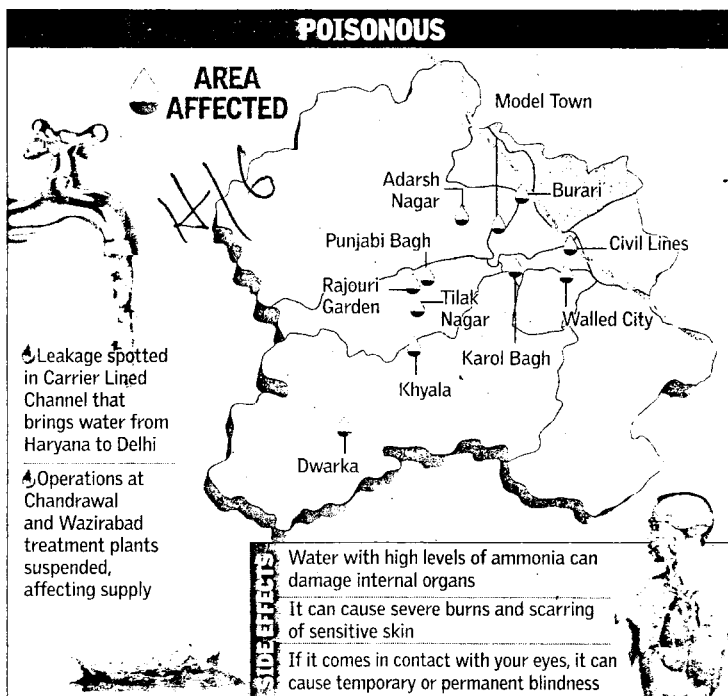 POISONOUS
AREA
AFFECTED
Model Town
Adarsh
Nagar
Burari
Punjabi Bagh
Civil Lines
Rajouri
Garden
Tilak
Nagar
Walled City
Karol Bagh
Khyala
Dwarka
Leakage spotted
in Carrier Lined
Channel that
brings water from
Haryana to Delhi
Operations at
Chandrawal
and Wazirabad
treatment plants
suspended,
affecting supply
SIDE EFFECTS
Water with high levels of ammonia can
damage internal organs
It can cause severe burns and scarring
of sensitive skin
If it comes in contact with your eyes, it can
cause temporary or permanent blindness